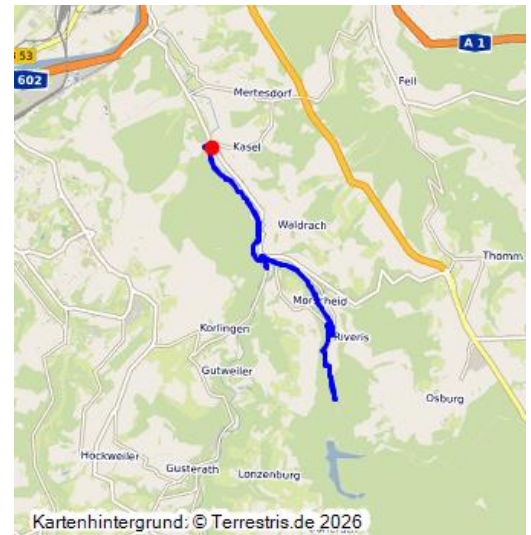 53
A 1
602
Fell
Mertesdorf
Kasel
Waldrach
Thomm
Morscheid
Korlingen
Riveris
Gutweiler
Osburg
Hockweiler
Gusterath
Lonzenburg
Kartenhintergrund: © Terrestris.de 2026